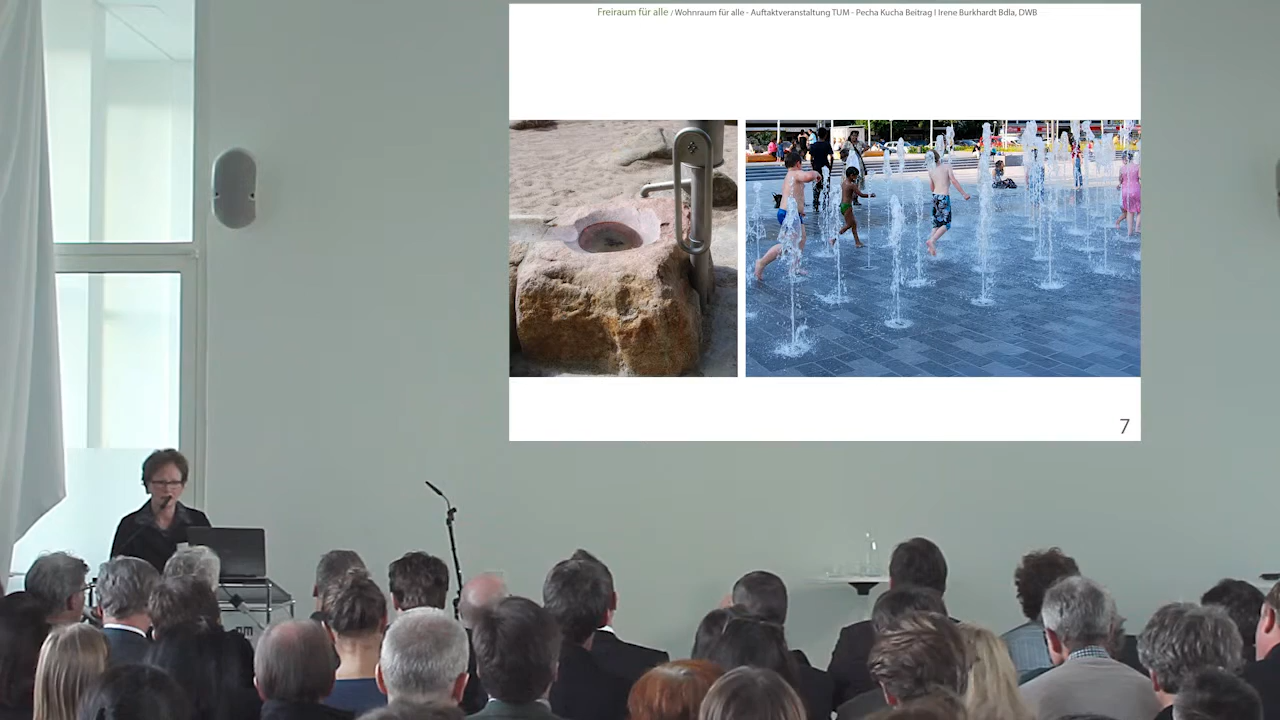 Freiraum für alle / Wohnraum für alle - Auftaktveranstaltung TUM - Pecha Kucha Beitrag I Irene Burkhardt Bdla, DWB
7